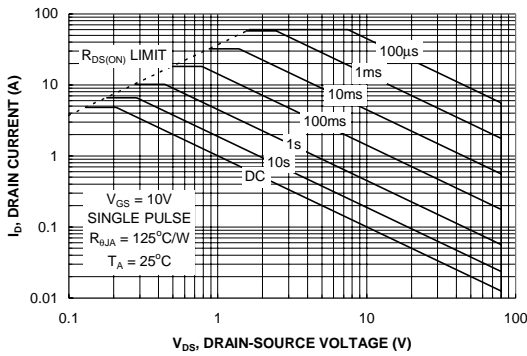 100
R_DS(ON) LIMIT
100μs
1ms
10
10ms
100ms
1
1s
10s
DC
V_GS = 10V
SINGLE PULSE
R_θJA = 125°C/W
T_A = 25°C
0.1
0.01
0.1
1
10
100
I_D, DRAIN CURRENT (A)
V_DS, DRAIN-SOURCE VOLTAGE (V)